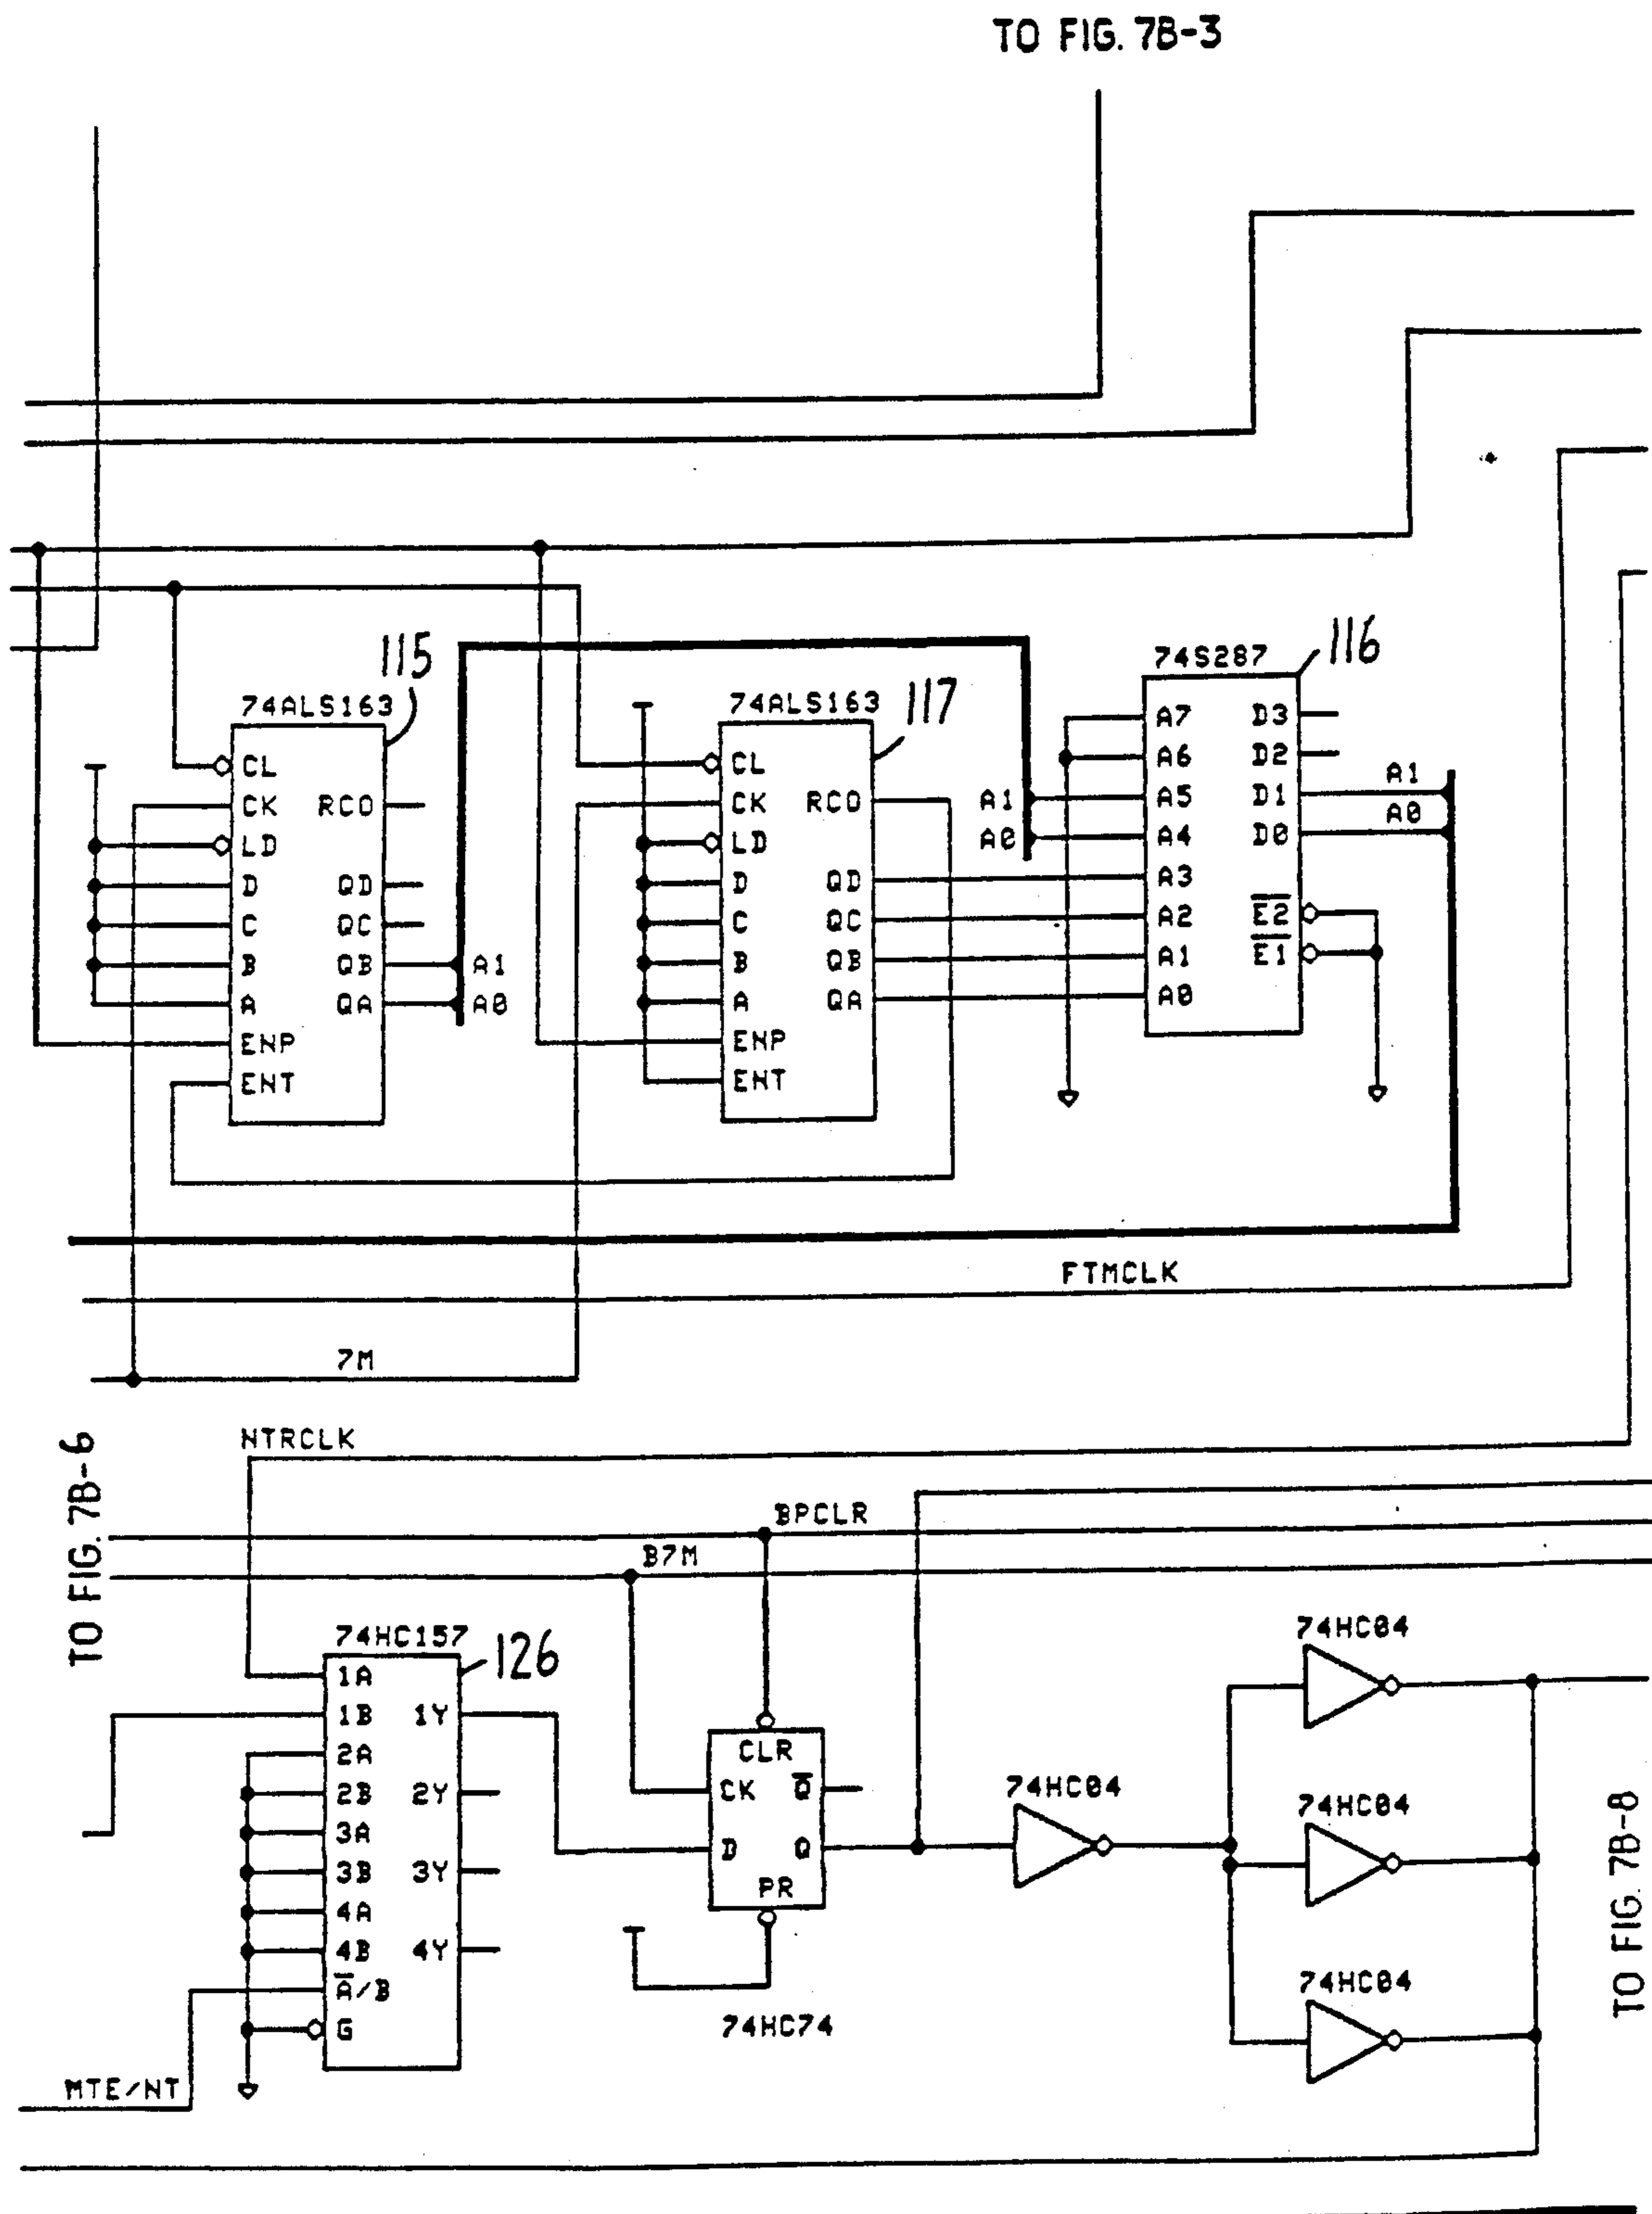 TO FIG. 7B-3
115
74ALS163
CL
CK RCO
LD
D QD
C QC
B QB A1
A QA A0
ENP
ENT
117
74ALS163
CL
CK RCO
LD
D QD
C QC
B QB
A QA
ENP
ENT
116
74S287
A7 D3
A6 D2
A1 A5 D1 A1
A0 A4 D0 A0
A3
A2 E2
A1 E1
A0
FTMCLK
7M
TO FIG. 7B-6
NTRCLK
BPCLR
B7M
74HC157
126
1A
1B 1Y
2A
2B 2Y
3A
3B 3Y
4A
4B 4Y
A̅/B
G
MTE/NT
CLR
CK Q̅
D Q
PR
74HC74
74HC04
74HC04
74HC04
74HC04
TO FIG. 7B-8